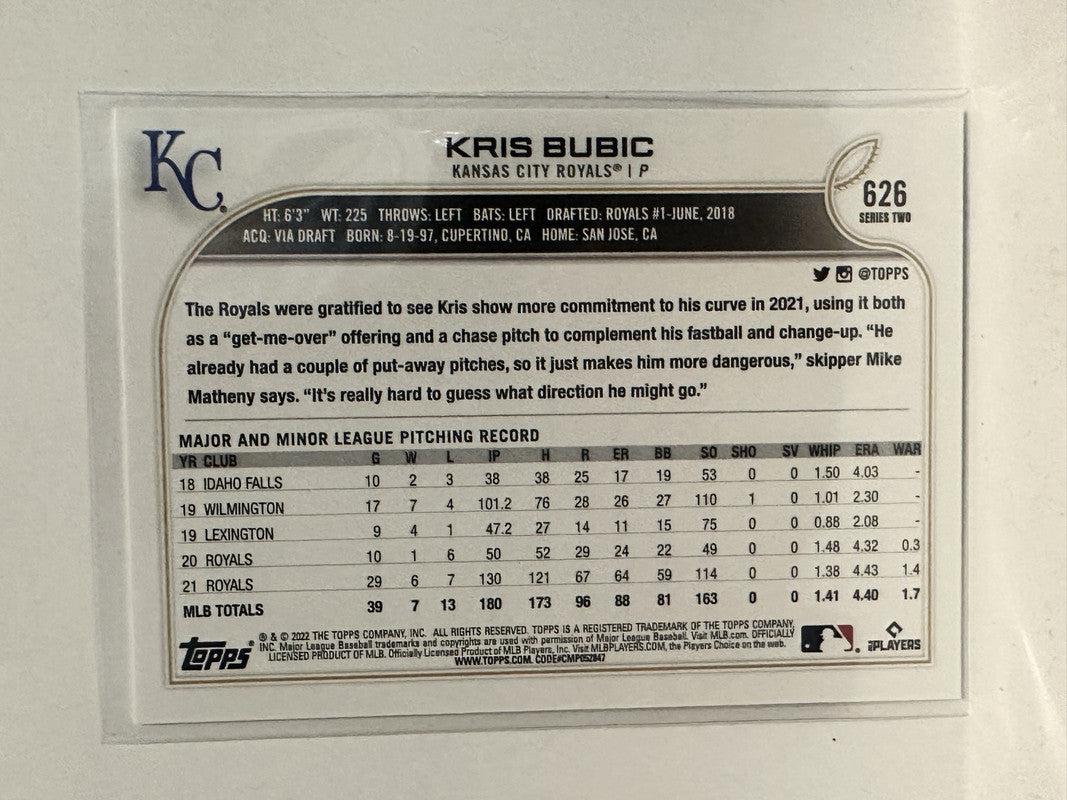 KC
KRIS BUBIC
KANSAS CITY ROYALS® | P
626
SERIES TWO
HT: 6'3" WT: 225 THROWS: LEFT BATS: LEFT DRAFTED: ROYALS #1-JUNE, 2018
ACQ: VIA DRAFT BORN: 8-19-97, CUPERTINO, CA HOME: SAN JOSE, CA
@TOPPS
The Royals were gratified to see Kris show more commitment to his curve in 2021, using it both
as a “get-me-over” offering and a chase pitch to complement his fastball and change-up. “He
already had a couple of put-away pitches, so it just makes him more dangerous,” skipper Mike
Matheny says. “It's really hard to guess what direction he might go.”
MAJOR AND MINOR LEAGUE PITCHING RECORD
YR CLUB G W L IP H R ER BB SO SHO SV WHIP ERA WAR
18 IDAHO FALLS 10 2 3 38 38 25 17 19 53 0 0 1.50 4.03 -
19 WILMINGTON 17 7 4 101.2 76 28 26 27 110 1 0 1.01 2.30 -
19 LEXINGTON 9 4 1 47.2 27 14 11 15 75 0 0 0.88 2.08 -
20 ROYALS 10 1 6 50 52 29 24 22 49 0 0 1.48 4.32 0.3
21 ROYALS 29 6 7 130 121 67 64 59 114 0 0 1.38 4.43 1.4
MLB TOTALS 39 7 13 180 173 96 88 81 163 0 0 1.41 4.40 1.7
Topps
® & © 2022 THE TOPPS COMPANY, INC. ALL RIGHTS RESERVED. TOPPS IS A REGISTERED TRADEMARK OF THE TOPPS COMPANY,
INC. Major League Baseball trademarks and copyrights are used with permission of Major League Baseball. Visit MLB.com. OFFICIALLY
LICENSED PRODUCT OF MLB. Officially Licensed Product of MLB Players, Inc. Visit MLBPLAYERS.COM, the Players Choice on the web.
WWW.TOPPS.COM. CODE#CMP052847
MLBPLAYERS